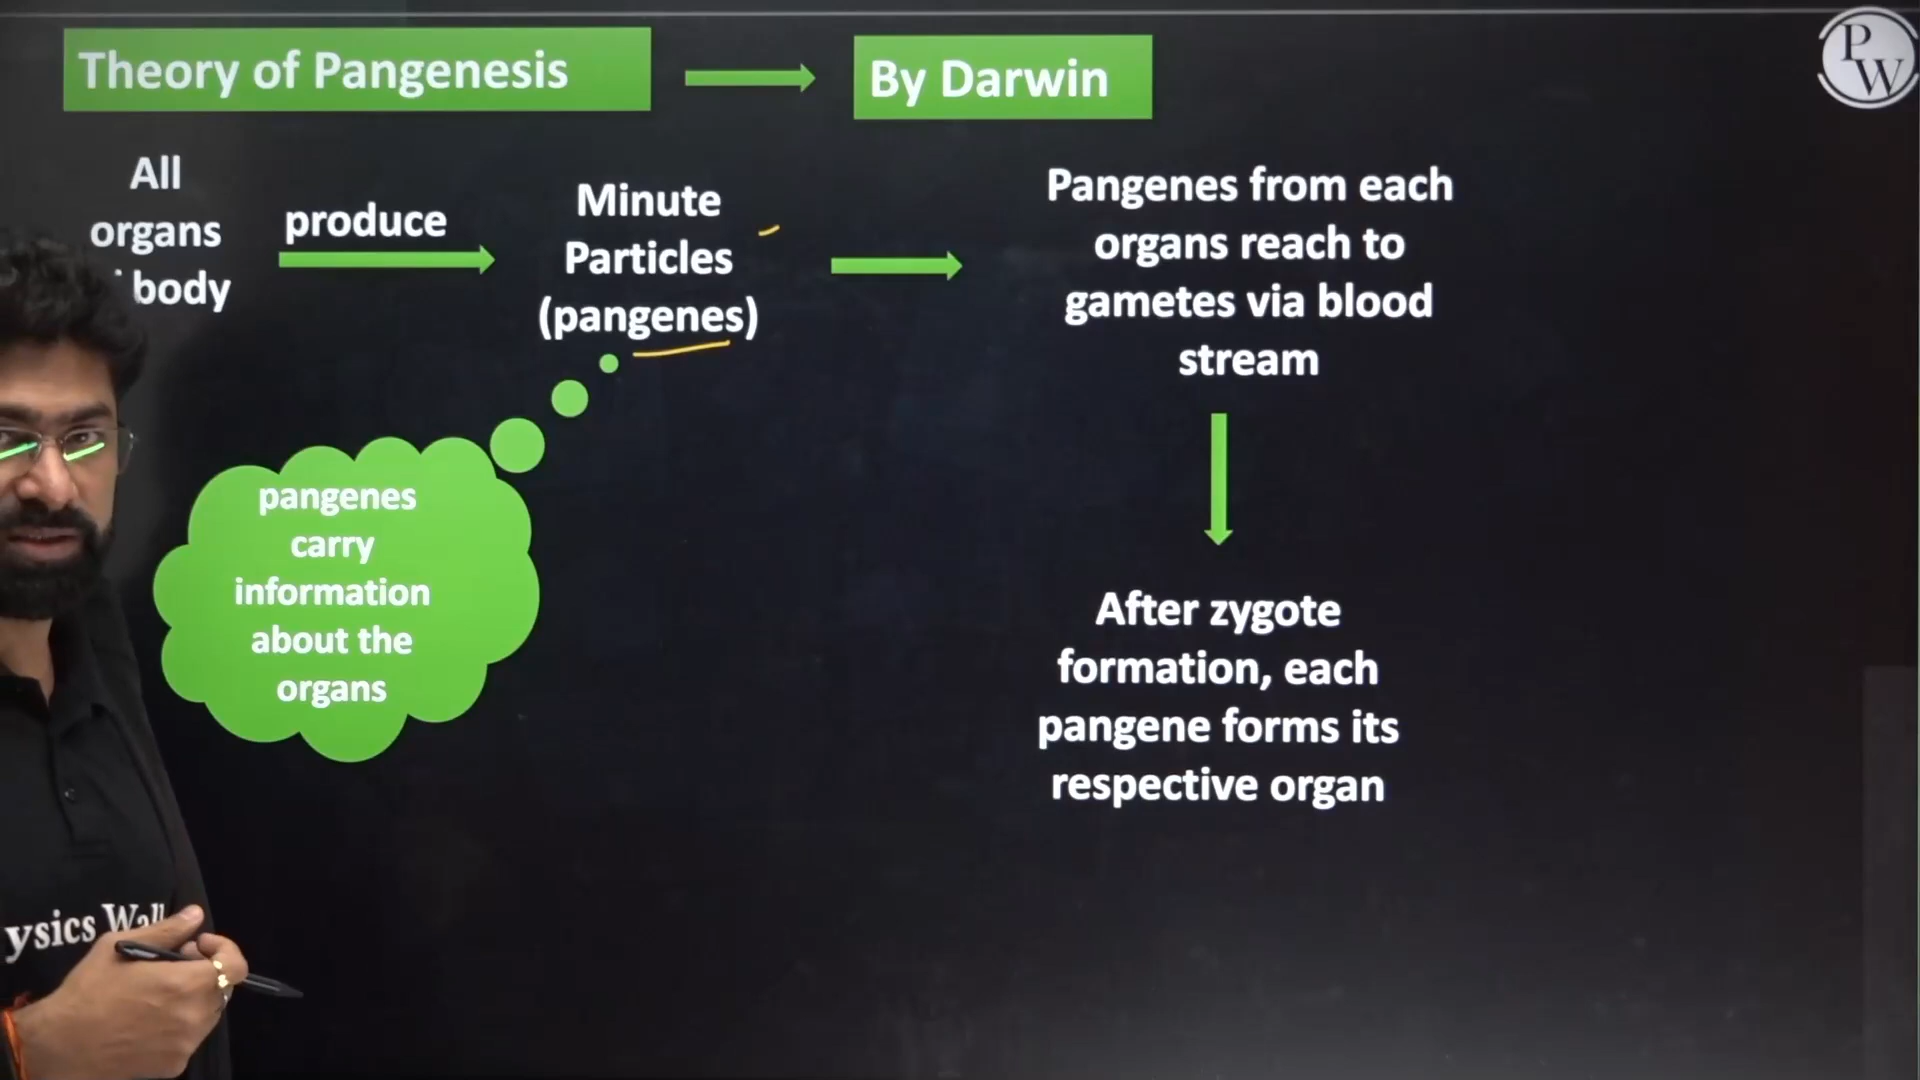 Theory of Pangenesis
By Darwin
P
W
All
organs
body
produce
Minute
Particles
(pangenes)
Pangenes from each
organs reach to
gametes via blood
stream
pangenes
carry
information
about the
organs
After zygote
formation, each
pangene forms its
respective organ
ysics Wall